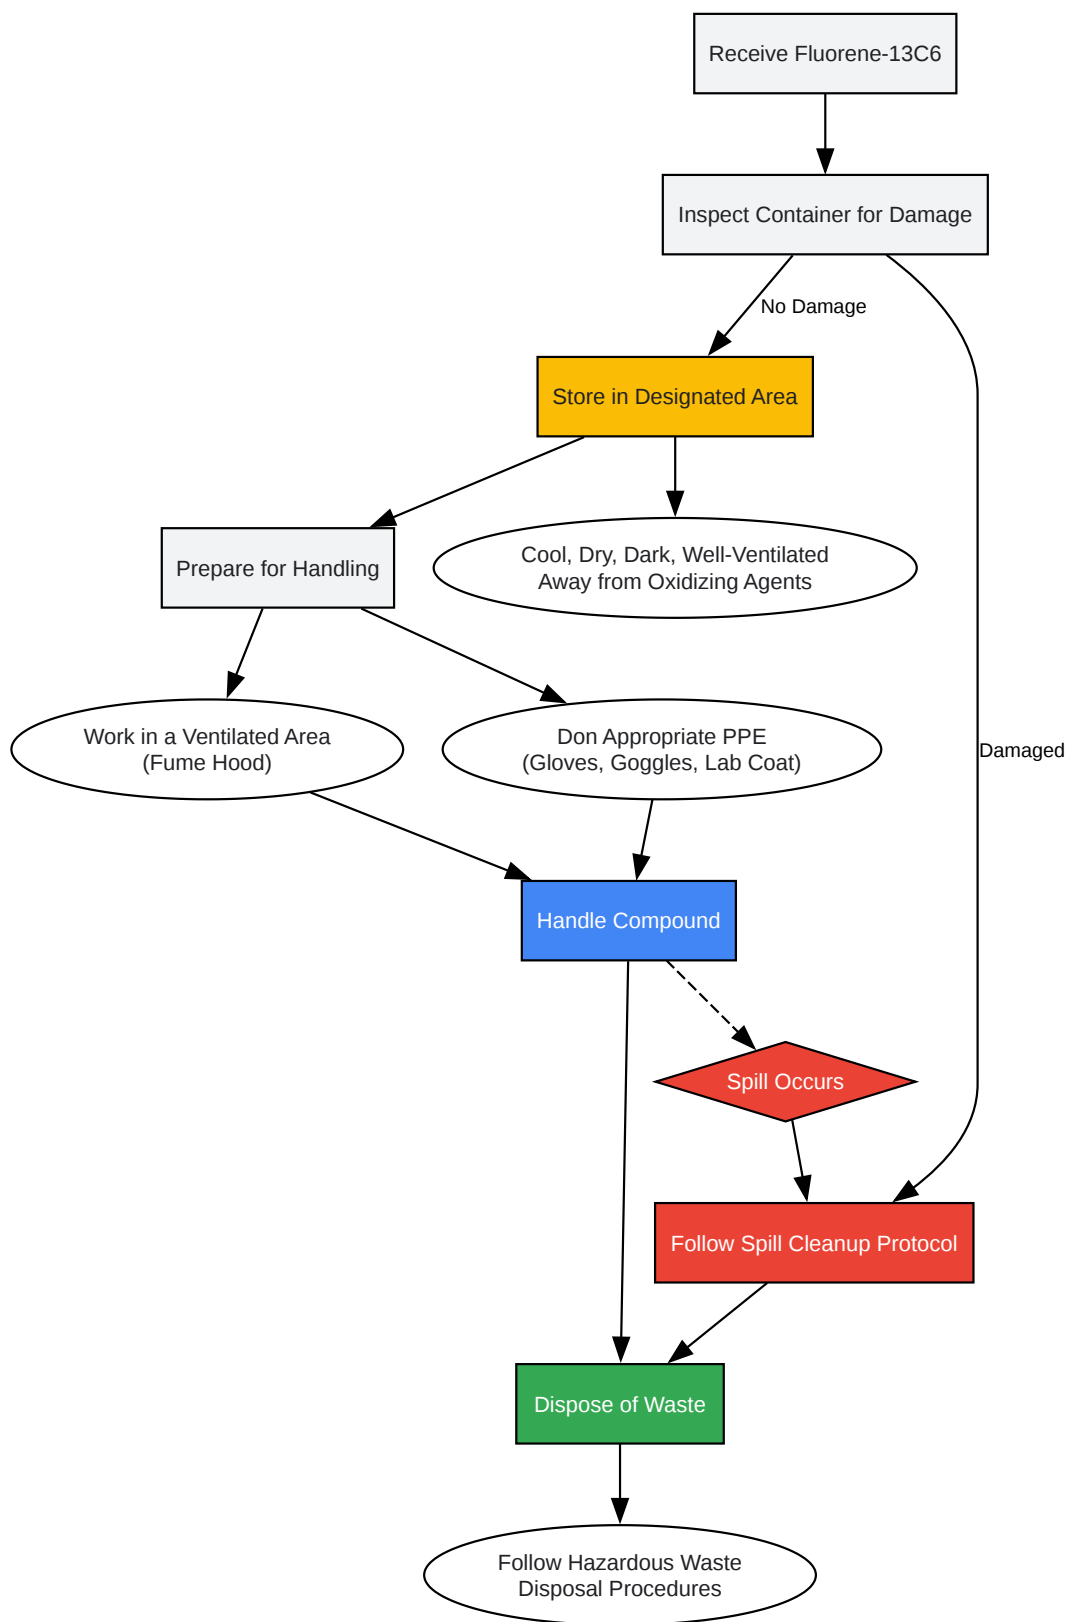 Receive Fluorene-13C6
Inspect Container for Damage
No Damage
Store in Designated Area
Cool, Dry, Dark, Well-Ventilated
Away from Oxidizing Agents
Prepare for Handling
Work in a Ventilated Area
(Fume Hood)
Don Appropriate PPE
(Gloves, Goggles, Lab Coat)
Damaged
Handle Compound
Spill Occurs
Follow Spill Cleanup Protocol
Dispose of Waste
Follow Hazardous Waste
Disposal Procedures